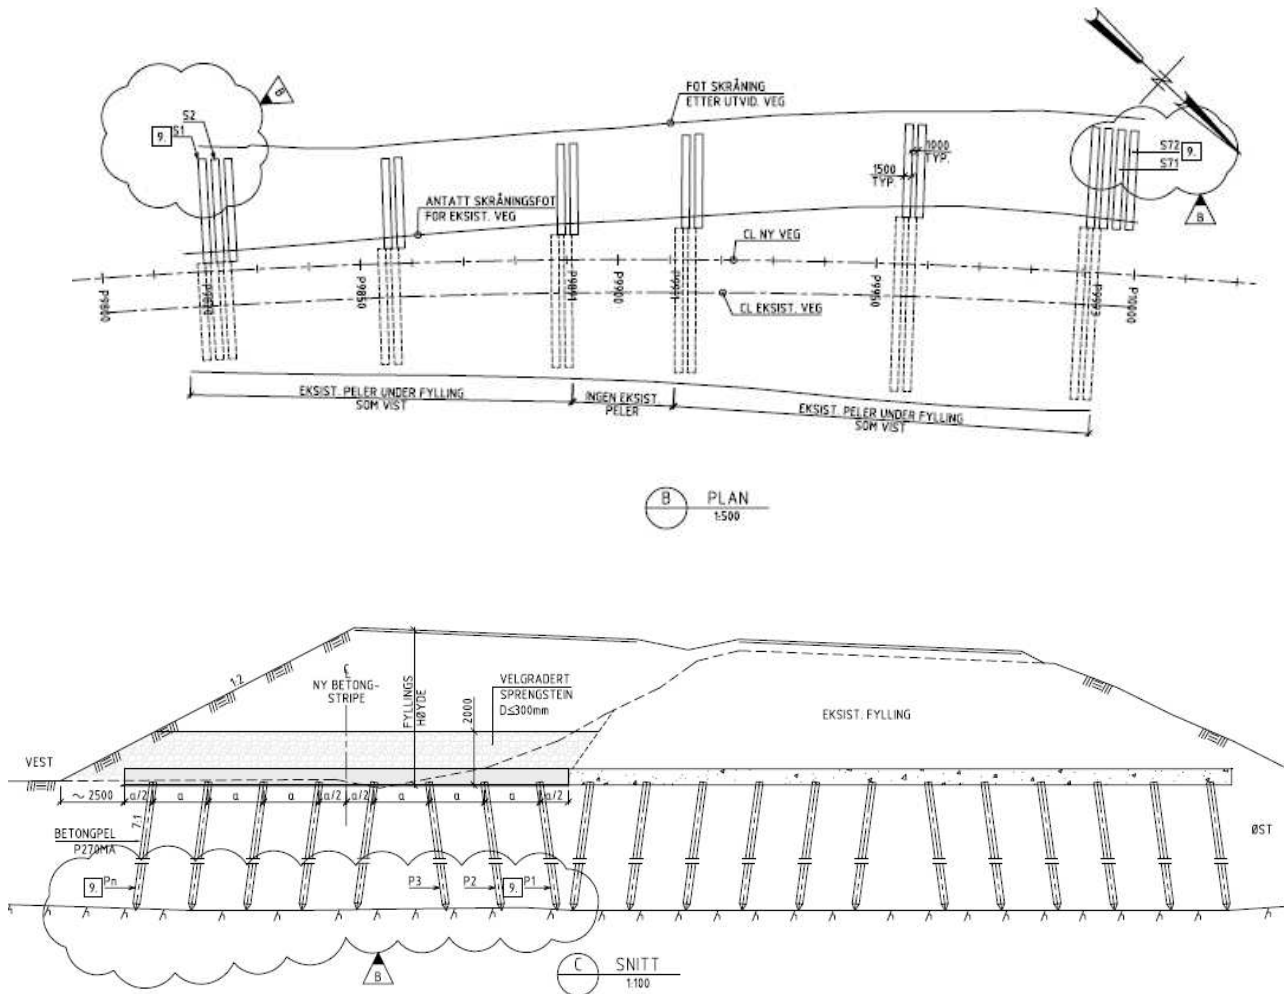 FOT SKRÅNING
ETTER UTVID. VEG
B
S2
9. S1
1000
TYP.
1500
TYP.
S72 9.
S71
B
ANTATT SKRÅNINGSFOT
FOR EKSIST. VEG
CL NY VEG
P9800
P9850
P9900
P9950
P10000
CL EKSIST. VEG
EKSIST. PELER UNDER FYLLING
SOM VIST
INGEN EKSIST.
PELER
EKSIST. PELER UNDER FYLLING
SOM VIST
B PLAN
1:500
1:2
NY BETONG-
STRIPE
FYLLINGS
HØYDE
2000
VELGRADERT
SPRENGSTEIN
D≤300mm
EKSIST. FYLLING
VEST
~ 2500 a/2 a a a a/2 a/2 a a a a/2
7:1
BETONGPEL
P270MA
ØST
9. Pn P3 P2 9. P1
B
C SNITT
1:100